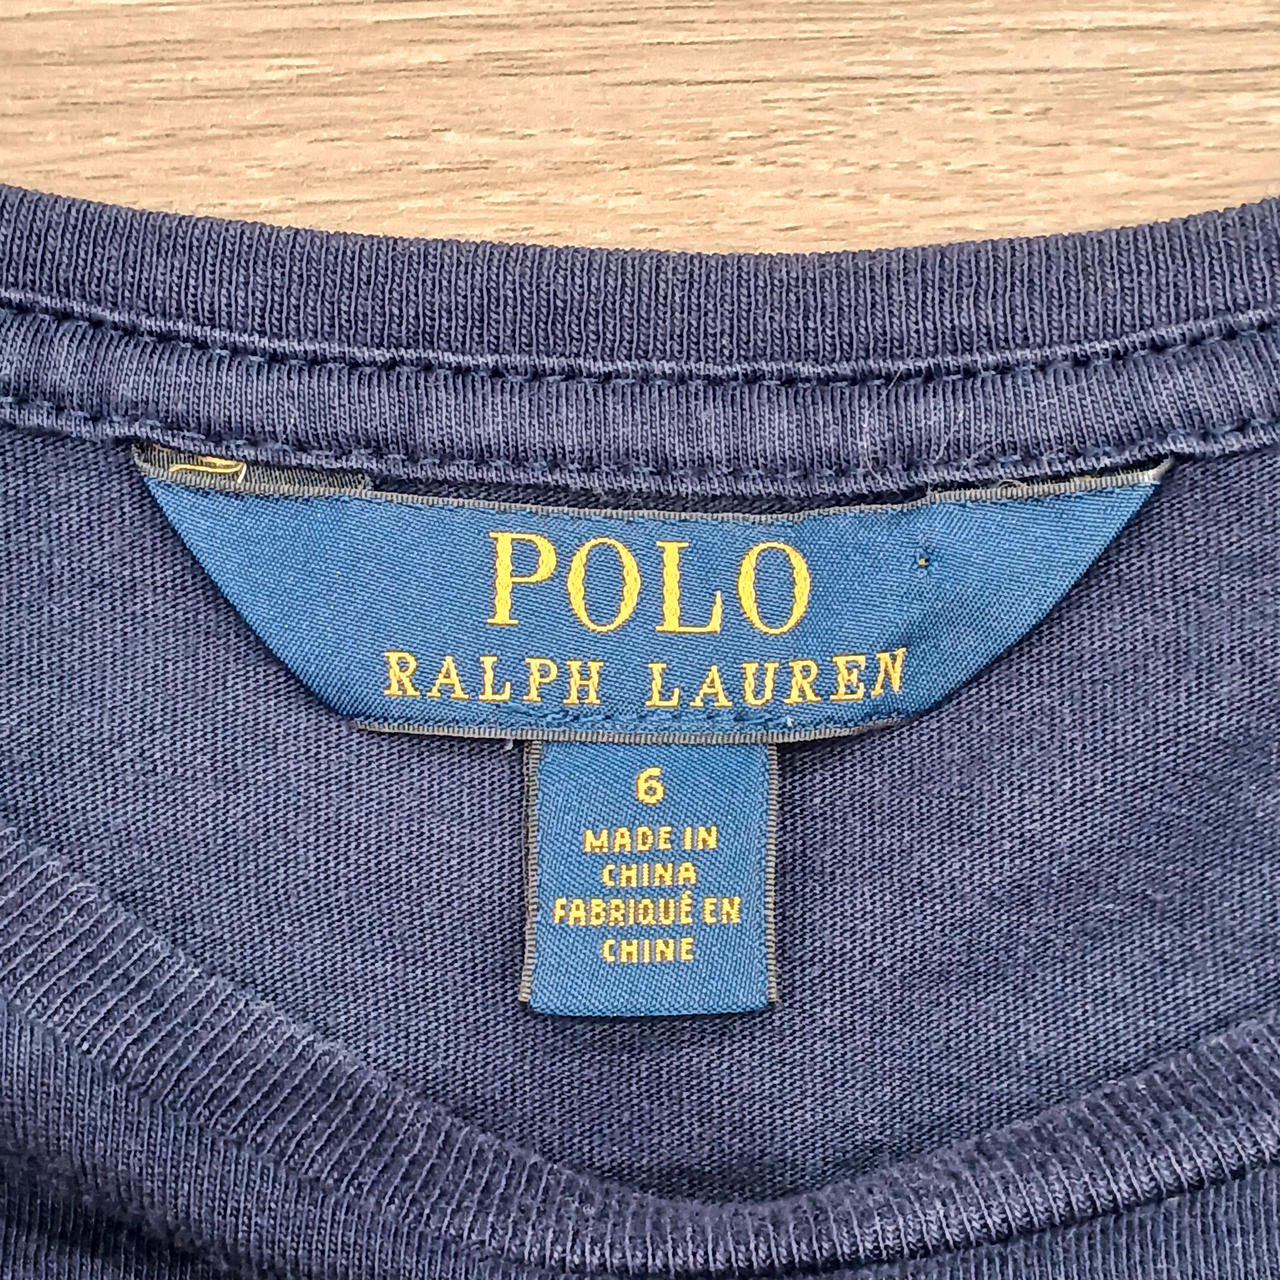 POLO
RALPH LAUREN
6
MADE IN
CHINA
FABRIQUÉ EN
CHINE